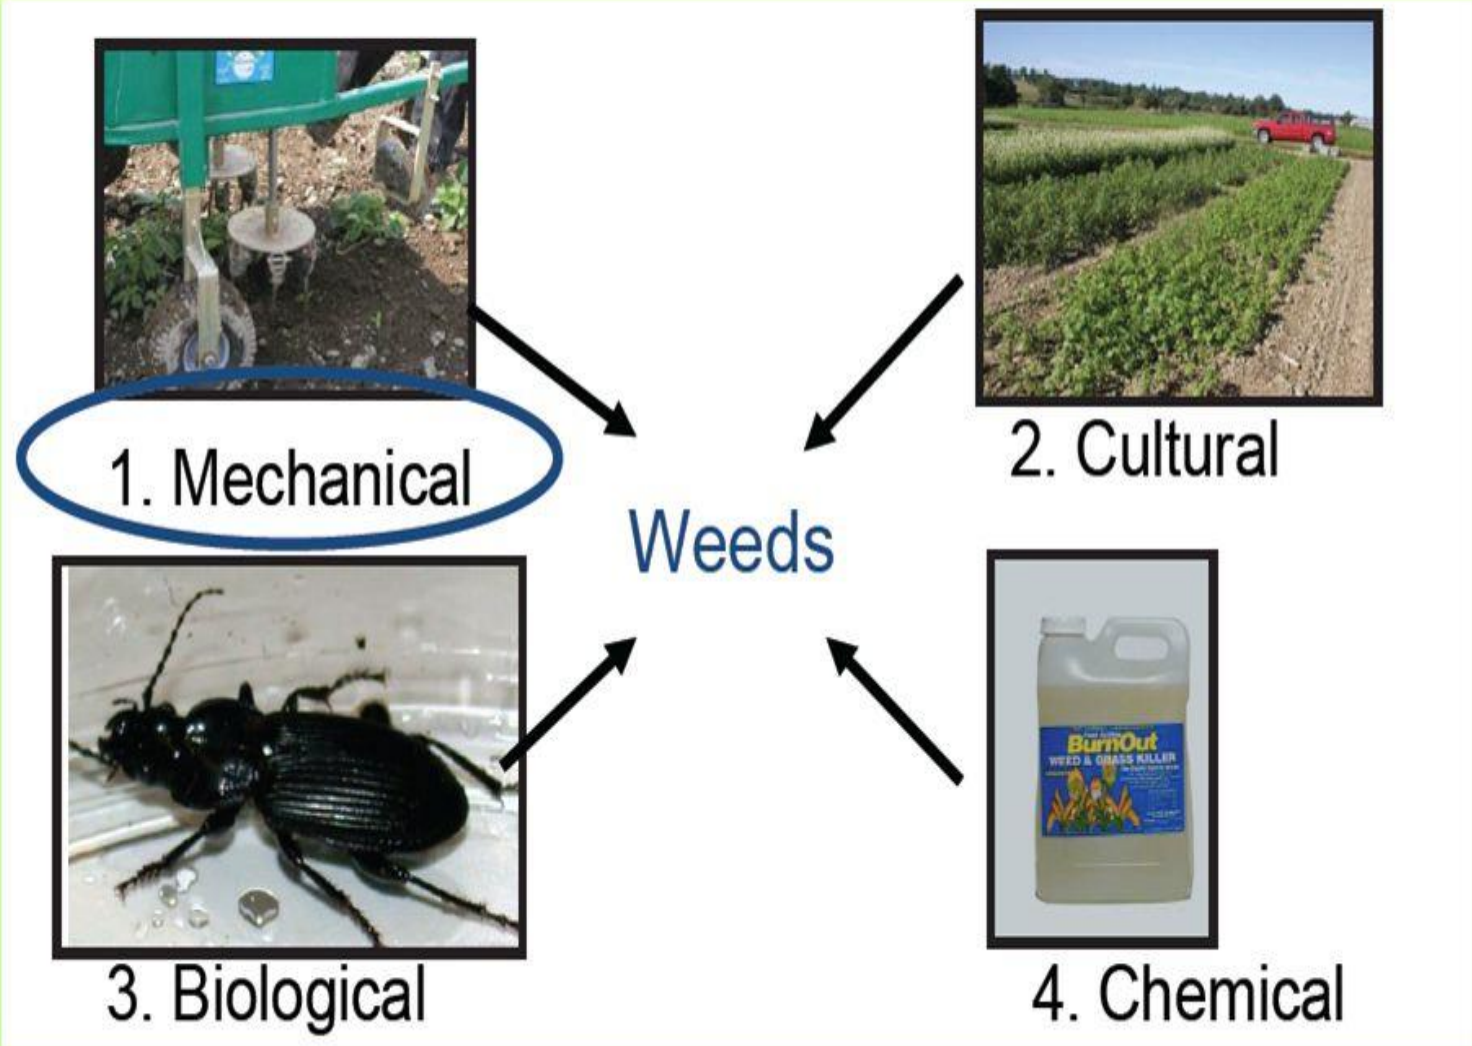 1. Mechanical
2. Cultural
Weeds
BurnOut
WEED & GRASS KILLER
3. Biological
4. Chemical